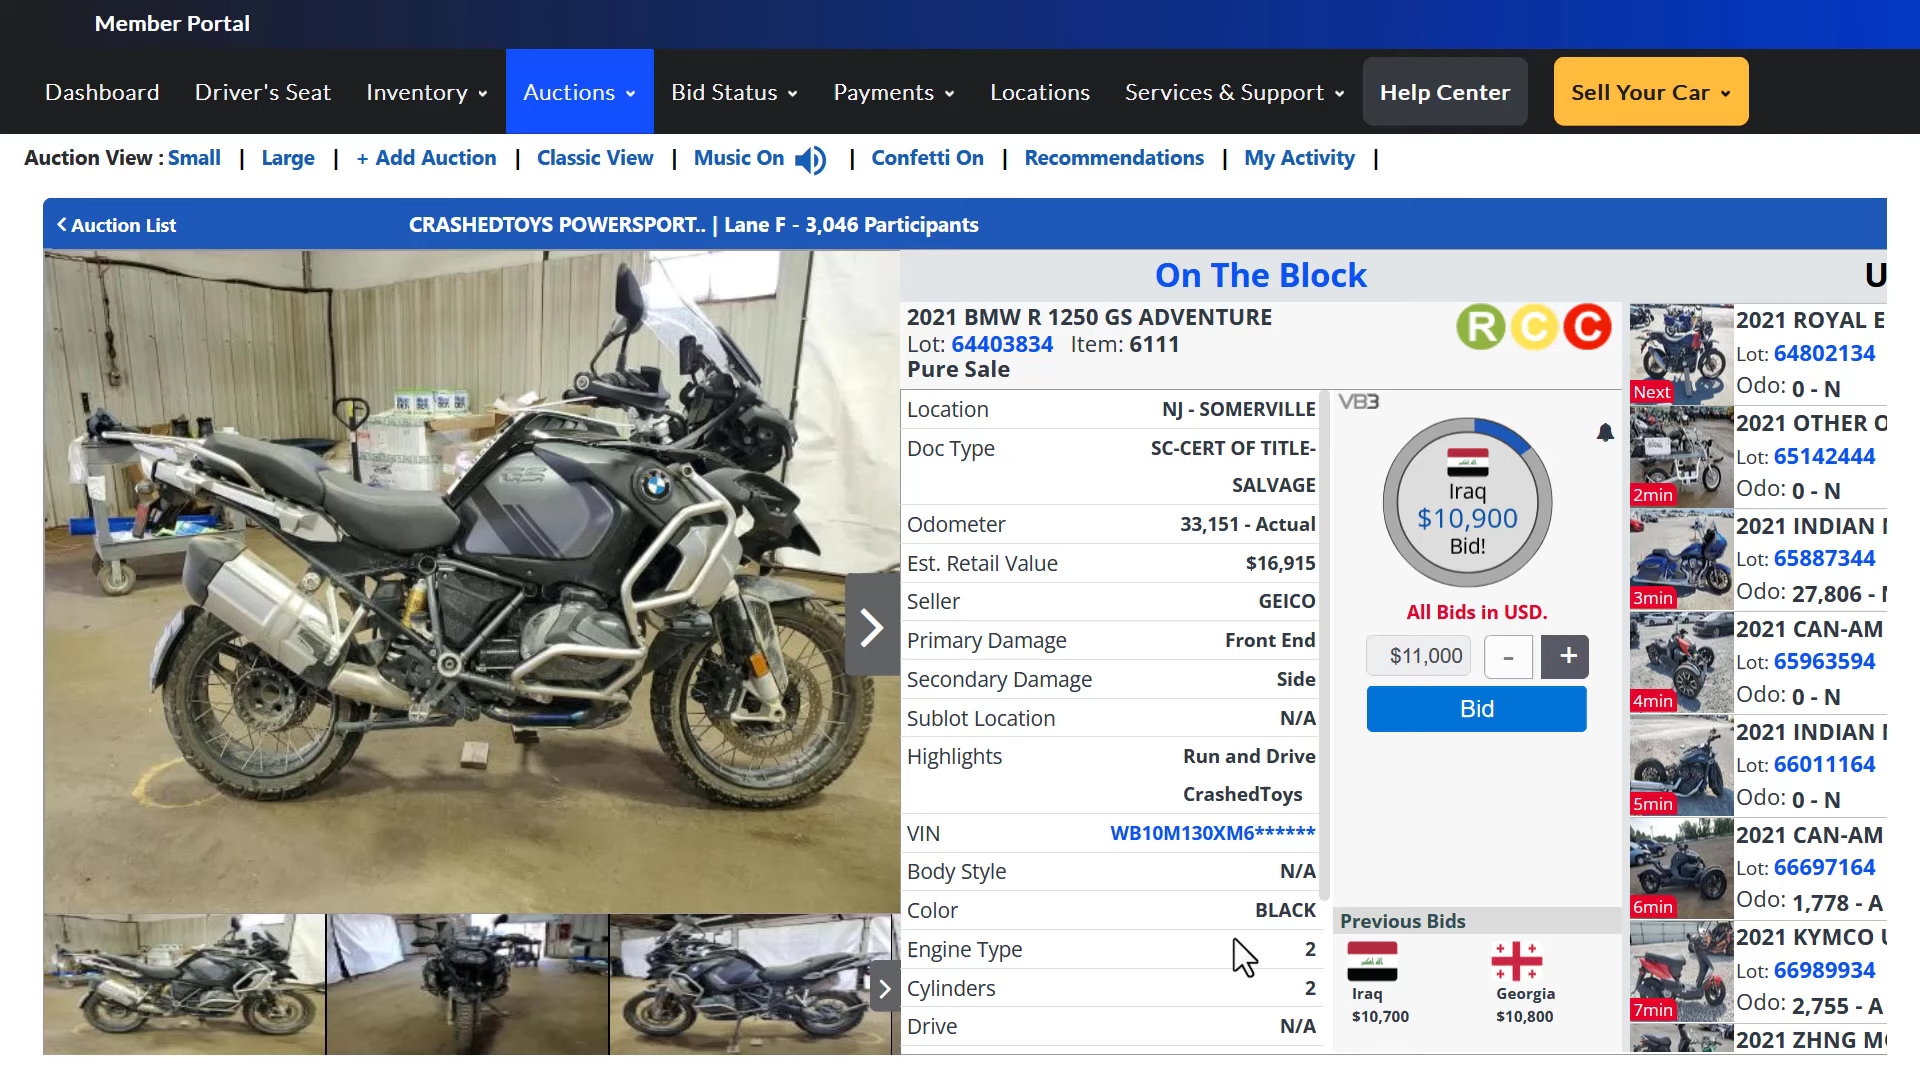 Member Portal
Dashboard Driver's Seat Inventory Auctions Bid Status Payments Locations Services & Support Help Center Sell Your Car
Auction View : Small | Large | + Add Auction | Classic View | Music On | Confetti On | Recommendations | My Activity |
Auction List
CRASHEDTOYS POWERSPORT.. | Lane F - 3,046 Participants
On The Block
U
2021 BMW R 1250 GS ADVENTURE
Lot: 64403834 Item: 6111
Pure Sale
R C C
Location NJ - SOMERVILLE
Doc Type SC-CERT OF TITLE-
SALVAGE
Odometer 33,151 - Actual
Est. Retail Value $16,915
Seller GEICO
Primary Damage Front End
Secondary Damage Side
Sublot Location N/A
Highlights Run and Drive
CrashedToys
VIN WB10M130XM6******
Body Style N/A
Color BLACK
Engine Type 2
Cylinders 2
Drive N/A
VB3
Iraq
$10,900
Bid!
All Bids in USD.
$11,000 - +
Bid
Previous Bids
Iraq
$10,700
Georgia
$10,800
2021 ROYAL E
Lot: 64802134
Odo: 0 - N
Next
2021 OTHER O
Lot: 65142444
Odo: 0 - N
2min
2021 INDIAN
Lot: 65887344
Odo: 27,806 -
3min
2021 CAN-AM
Lot: 65963594
Odo: 0 - N
4min
2021 INDIAN
Lot: 66011164
Odo: 0 - N
5min
2021 CAN-AM
Lot: 66697164
Odo: 1,778 - A
6min
2021 KYMCO
Lot: 66989934
Odo: 2,755 - A
7min
2021 ZHNG M
GS
BMW